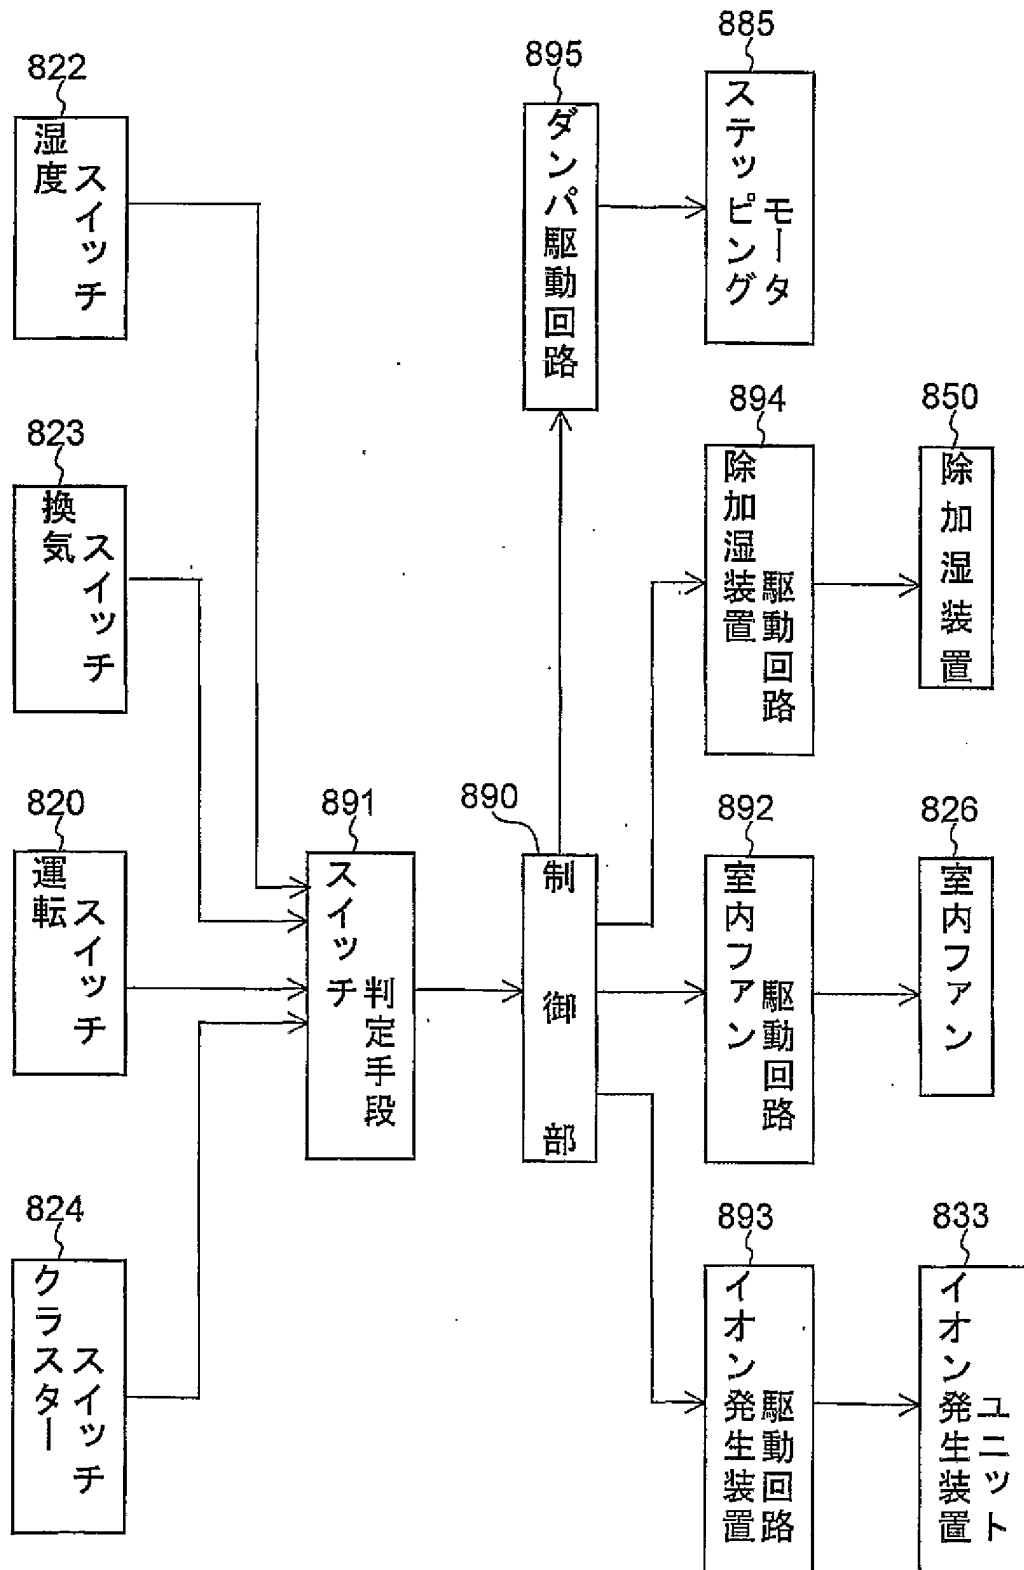 822
湿度
スイッチ
823
換気
スイッチ
820
運転
スイッチ
824
クラスター
スイッチ
891
スイッチ
判定手段
890
制御部
895
ダンパ駆動回路
885
ステッピング
モータ
894
除加湿装置
駆動回路
850
除加湿装置
892
室内ファン
駆動回路
826
室内ファン
893
イオン発生装置
駆動回路
833
イオン発生装置
ユニット